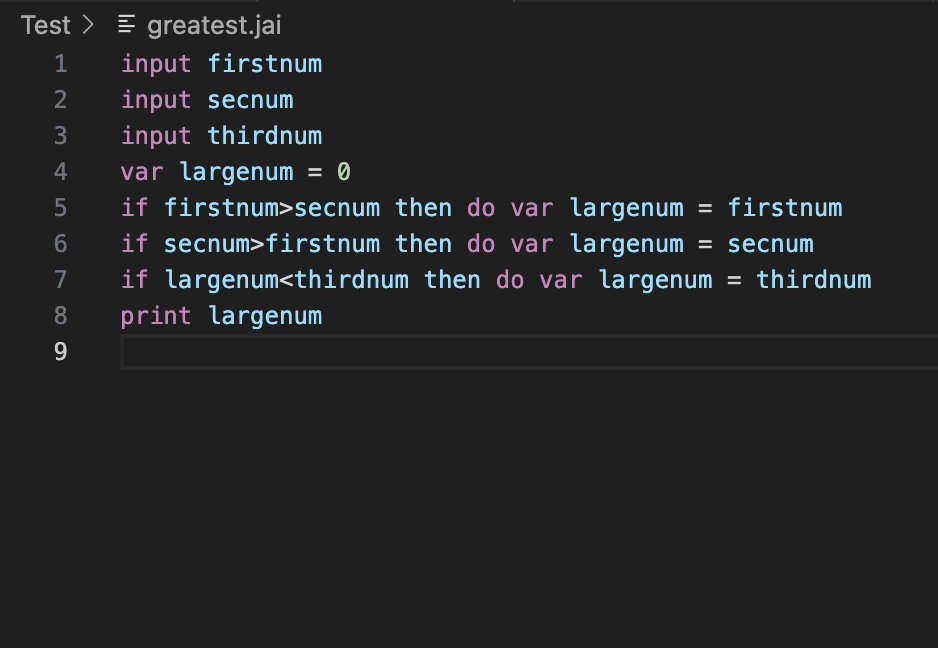 Test > greatest.jai
1 input firstnum
2 input secnum
3 input thirdnum
4 var largenum = 0
5 if firstnum>secnum then do var largenum = firstnum
6 if secnum>firstnum then do var largenum = secnum
7 if largenum<thirdnum then do var largenum = thirdnum
8 print largenum
9